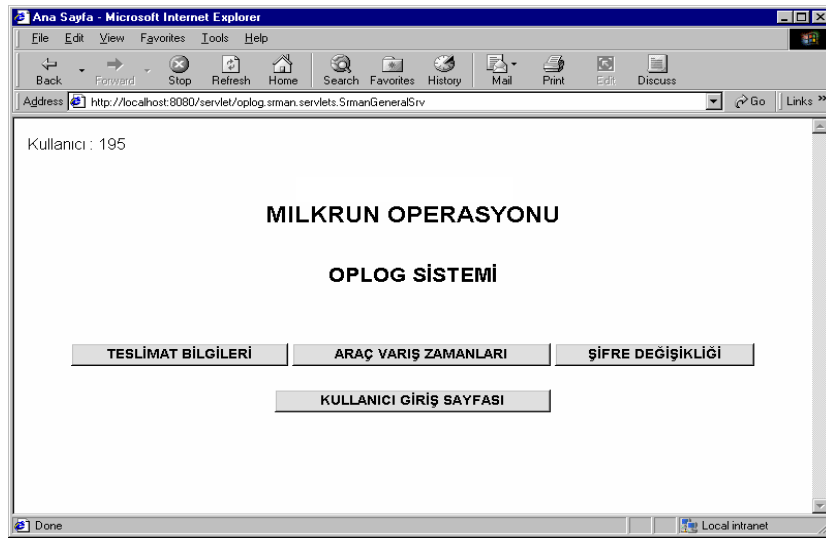 Ana Sayfa - Microsoft Internet Explorer
File Edit View Favorites Tools Help
Back Forward Stop Refresh Home Search Favorites History Mail Print Edit Discuss
Address http://localhost:8080/servlet/oplog.srman.servlets.SrmanGeneralSrv Go Links »
Kullanıcı : 195
MILKRUN OPERASYONU
OPLOG SİSTEMİ
TESLİMAT BİLGİLERİ ARAÇ VARIŞ ZAMANLARI ŞİFRE DEĞİŞİKLİĞİ
KULLANICI GİRİŞ SAYFASI
Done Local intranet